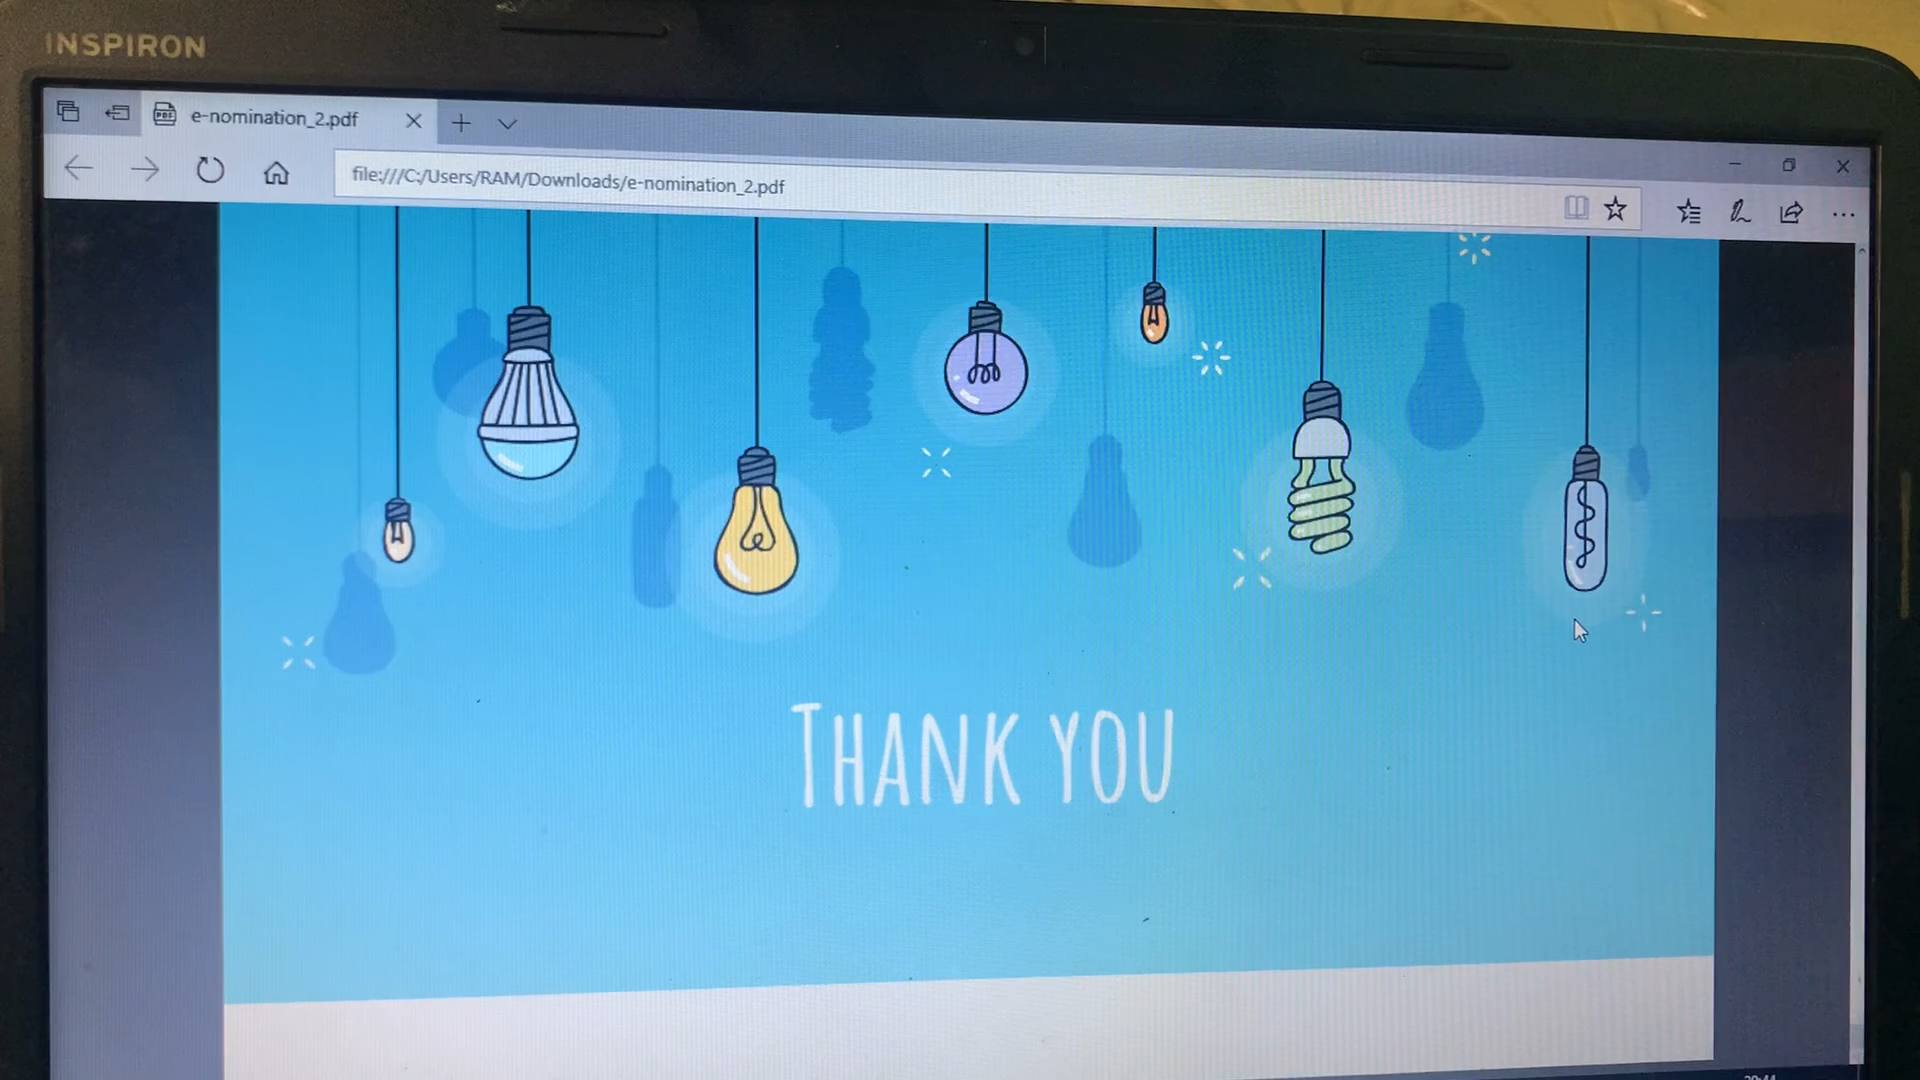 INSPIRON
e-nomination_2.pdf
file:///C:/Users/RAM/Downloads/e-nomination_2.pdf
THANK YOU